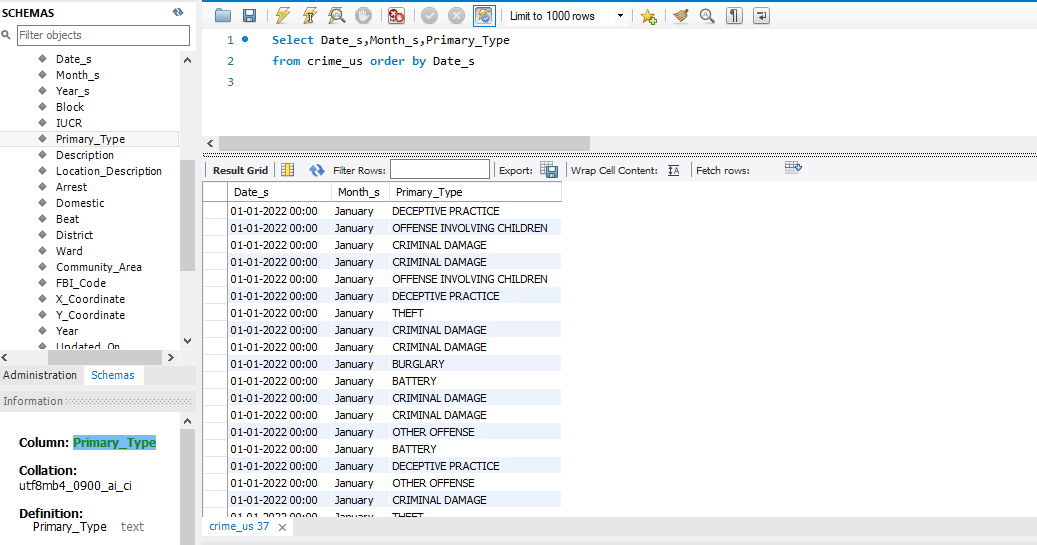 SCHEMAS
Filter objects
Date_s
Month_s
Year_s
Block
IUCR
Primary_Type
Description
Location_Description
Arrest
Domestic
Beat
District
Ward
Community_Area
FBI_Code
X_Coordinate
Y_Coordinate
Year
Updated_On
Administration Schemas
Information
Column: Primary_Type
Collation:
utf8mb4_0900_ai_ci
Definition:
Primary_Type text
Limit to 1000 rows
1 Select Date_s,Month_s,Primary_Type
2 from crime_us order by Date_s
3
Result Grid Filter Rows: Export: Wrap Cell Content: IA Fetch rows:
Date_s Month_s Primary_Type
01-01-2022 00:00 January DECEPTIVE PRACTICE
01-01-2022 00:00 January OFFENSE INVOLVING CHILDREN
01-01-2022 00:00 January CRIMINAL DAMAGE
01-01-2022 00:00 January CRIMINAL DAMAGE
01-01-2022 00:00 January OFFENSE INVOLVING CHILDREN
01-01-2022 00:00 January DECEPTIVE PRACTICE
01-01-2022 00:00 January THEFT
01-01-2022 00:00 January CRIMINAL DAMAGE
01-01-2022 00:00 January CRIMINAL DAMAGE
01-01-2022 00:00 January BURGLARY
01-01-2022 00:00 January BATTERY
01-01-2022 00:00 January CRIMINAL DAMAGE
01-01-2022 00:00 January CRIMINAL DAMAGE
01-01-2022 00:00 January OTHER OFFENSE
01-01-2022 00:00 January BATTERY
01-01-2022 00:00 January DECEPTIVE PRACTICE
01-01-2022 00:00 January OTHER OFFENSE
01-01-2022 00:00 January CRIMINAL DAMAGE
01-01-2022 00:00 January THEFT
crime_us 37